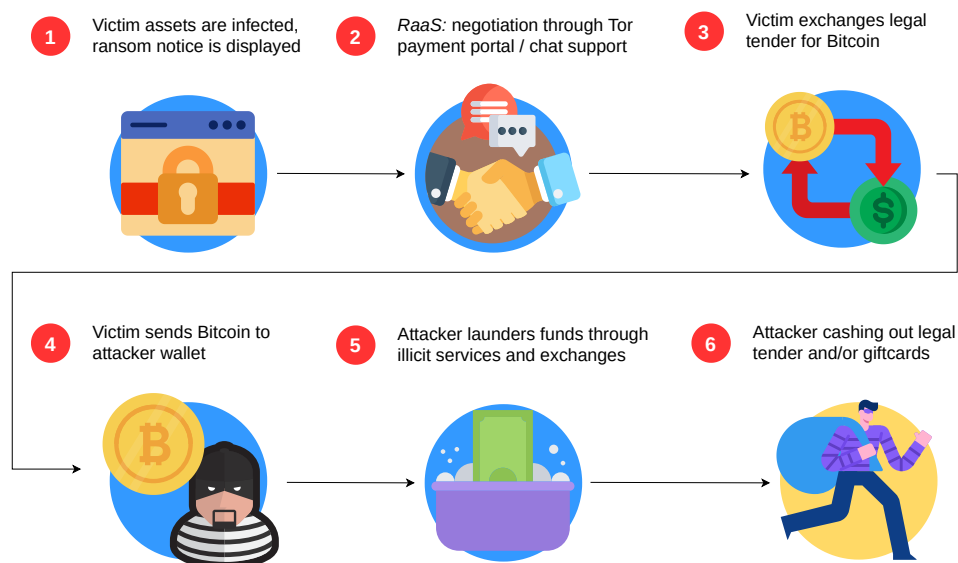 1
Victim assets are infected,
ransom notice is displayed
2
RaaS: negotiation through Tor
payment portal / chat support
3
Victim exchanges legal
tender for Bitcoin
₿
$
4
Victim sends Bitcoin to
attacker wallet
5
Attacker launders funds through
illicit services and exchanges
6
Attacker cashing out legal
tender and/or giftcards
₿